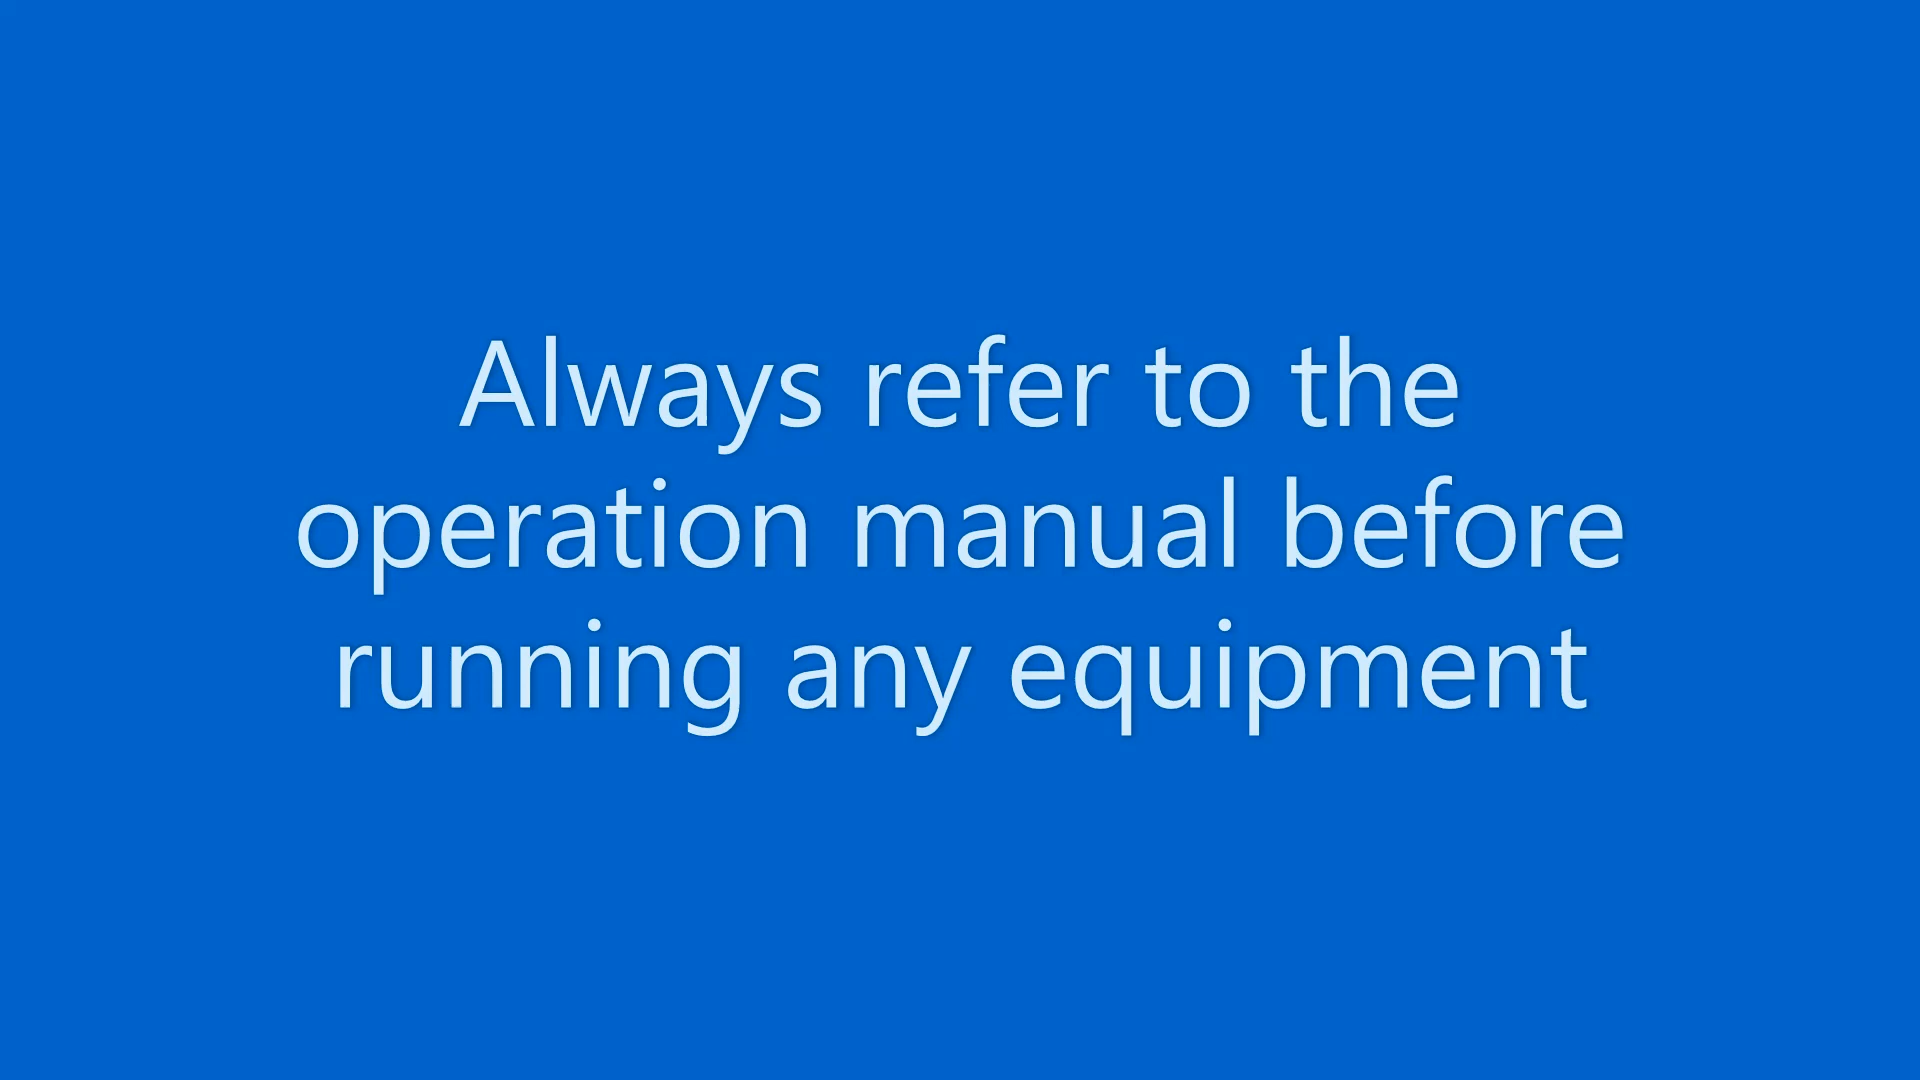 Always refer to the
operation manual before
running any equipment